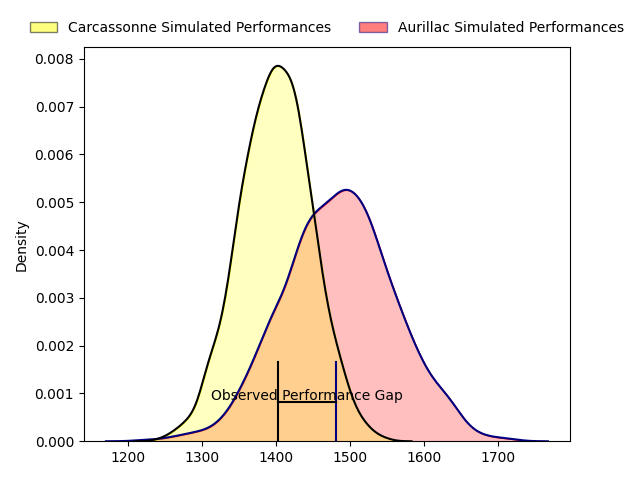 Carcassonne Simulated Performances
Aurillac Simulated Performances
0.008
0.007
0.006
0.005
0.004
0.003
0.002
0.001
0.000
Density
Observed Performance Gap
1200 1300 1400 1500 1600 1700